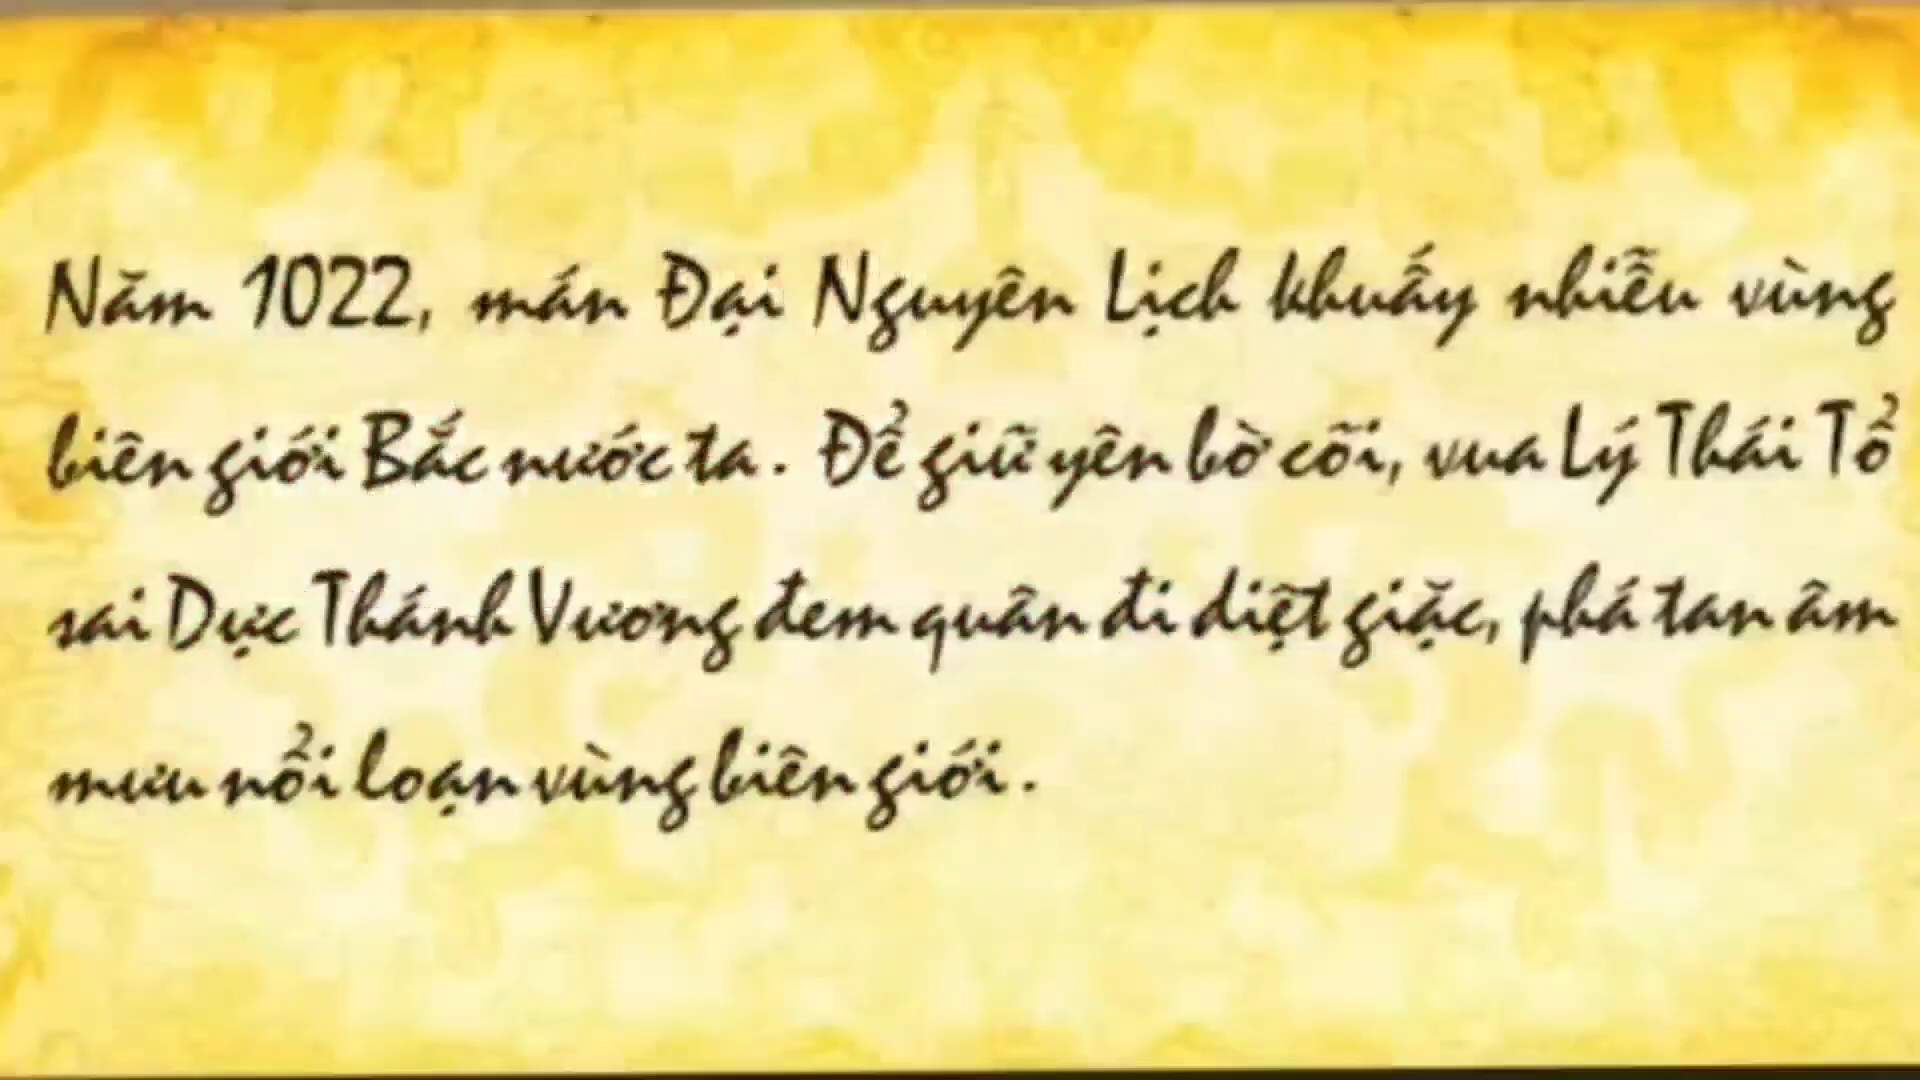 Năm 1022, mán Đại Nguyên Lịch khuấy nhiễu vùng
biên giới Bắc nước ta. Để giữ yên bờ cõi, vua Lý Thái Tổ
sai Dực Thánh Vương đem quân đi diệt giặc, phá tan âm
mưu nổi loạn vùng biên giới.